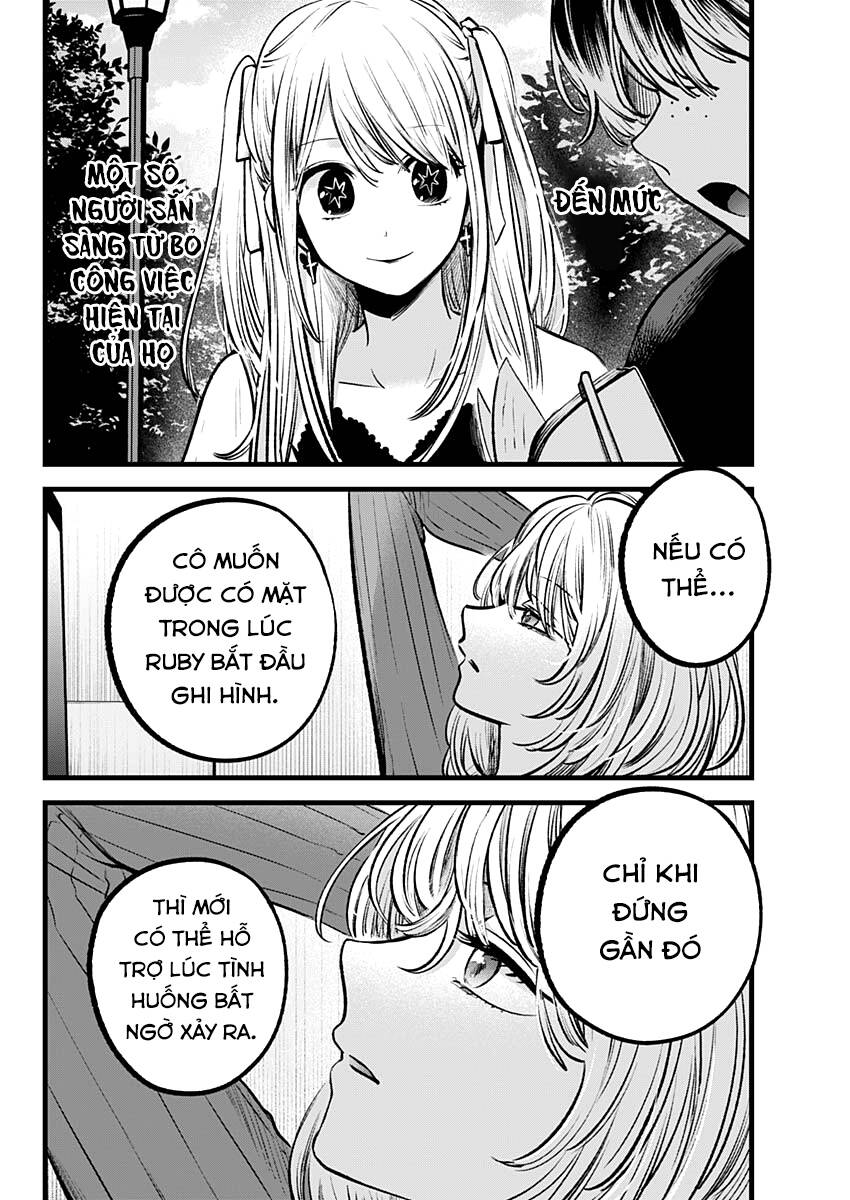 ĐẾN MỨC
MỘT SỐ
NGƯỜI SẴN
SÀNG TỪ BỎ
CÔNG VIỆC
HIỆN TẠI
CỦA HỌ
NẾU CÓ
THỂ...
CÔ MUỐN
ĐƯỢC CÓ MẶT
TRONG LÚC
RUBY BẮT ĐẦU
GHI HÌNH.
CHỈ KHI
ĐỨNG
GẦN ĐÓ
THÌ MỚI
CÓ THỂ HỖ
TRỢ LÚC TÌNH
HUỐNG BẤT
NGỜ XẢY RA.